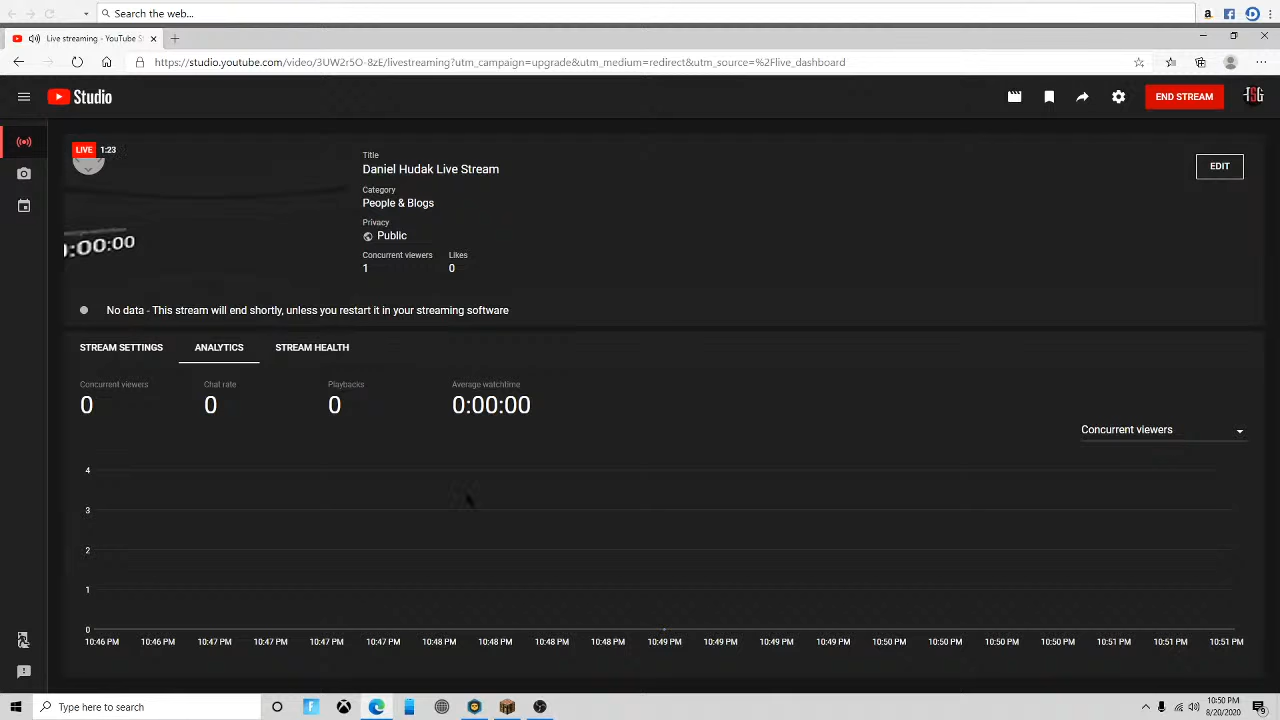 Search the web...
a
Live streaming - YouTube S
https://studio.youtube.com/video/3UW2r5O-8zE/livestreaming?utm_campaign=upgrade&utm_medium=redirect&utm_source=%2Flive_dashboard
Studio
END STREAM
TSG
LIVE 1:23
0:00:00
Title
Daniel Hudak Live Stream
Category
People & Blogs
Privacy
Public
Concurrent viewers Likes
1 0
EDIT
No data - This stream will end shortly, unless you restart it in your streaming software
STREAM SETTINGS ANALYTICS STREAM HEALTH
Concurrent viewers Chat rate Playbacks Average watchtime
0 0 0 0:00:00
Concurrent viewers
4
3
2
1
0
10:46 PM 10:46 PM 10:47 PM 10:47 PM 10:47 PM 10:47 PM 10:48 PM 10:48 PM 10:48 PM 10:48 PM 10:49 PM 10:49 PM 10:49 PM 10:49 PM 10:50 PM 10:50 PM 10:50 PM 10:50 PM 10:51 PM 10:51 PM 10:51 PM
Type here to search
10:50 PM
8/20/2020